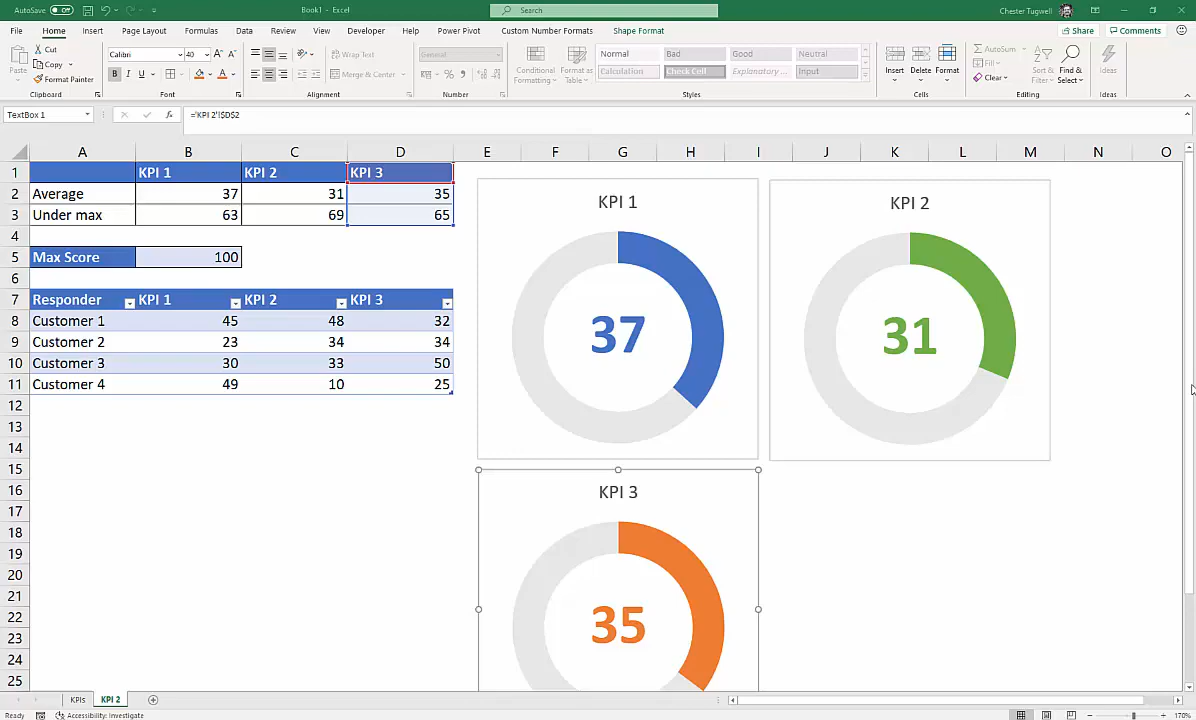 AutoSave Off Book1 - Excel Search Chester Tugwell
File Home Insert Page Layout Formulas Data Review View Developer Help Power Pivot Custom Number Formats Shape Format Share Comments
Paste Cut Copy Format Painter
Clipboard
Calibri 40 A A
B I U A
Font
Wrap Text
Merge & Center
Alignment
General
% ,
Number
Conditional Formatting Format as Table
Normal Bad Good Neutral
Calculation Check Cell Explanatory ... Input
Styles
Insert Delete Format
Cells
AutoSum
Fill
Clear
Sort & Filter Find & Select
Editing
Ideas
Ideas
TextBox 1 fx ='KPI 2'!$D$2
A B C D E F G H I J K L M N O
1 KPI 1 KPI 2 KPI 3
2 Average 37 31 35
3 Under max 63 69 65
4
5 Max Score 100
6
7 Responder KPI 1 KPI 2 KPI 3
8 Customer 1 45 48 32
9 Customer 2 23 34 34
10 Customer 3 30 33 50
11 Customer 4 49 10 25
12
13
14
15
16
17
18
19
20
21
22
23
24
25
KPI 1
37
KPI 2
31
KPI 3
35
KPIs KPI 2
Ready Accessibility: Investigate 170%